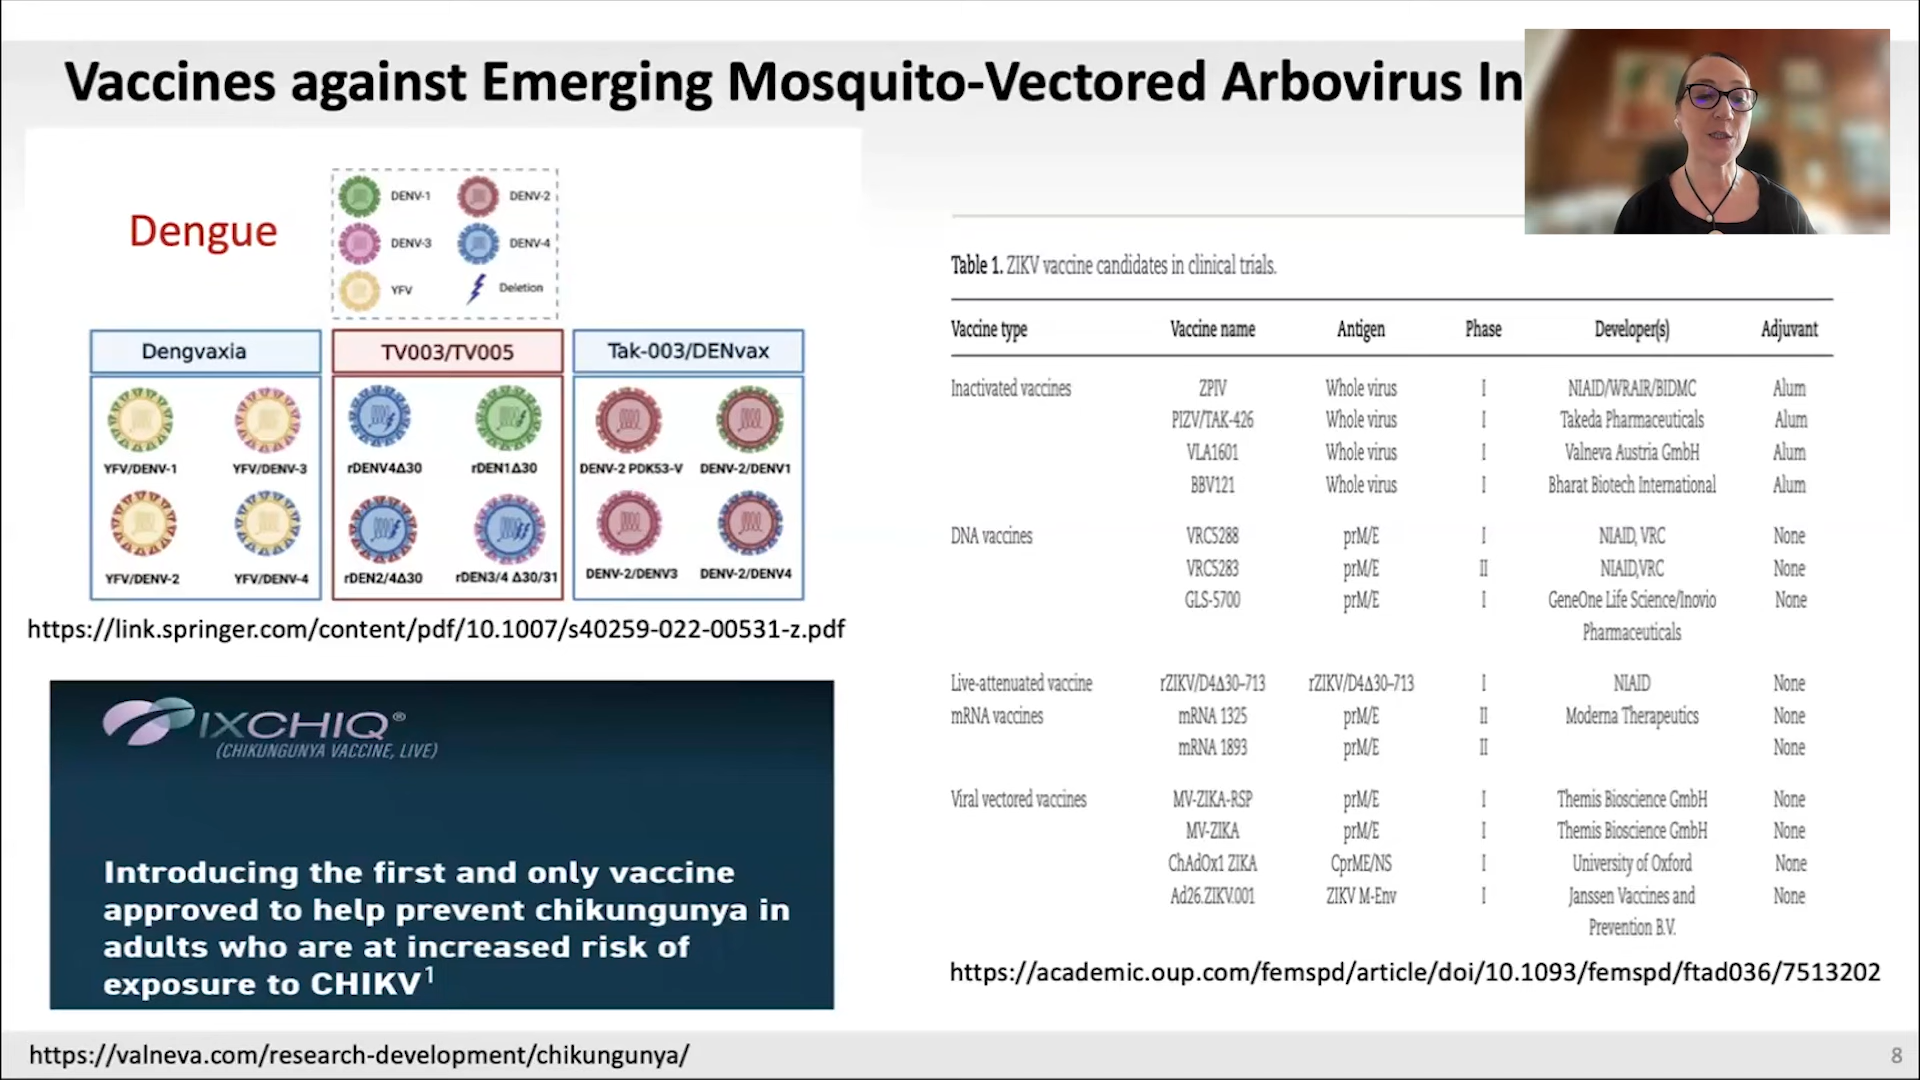 Vaccines against Emerging Mosquito-Vectored Arbovirus In
Dengue
DENV-1 DENV-2
DENV-3 DENV-4
YFV Deletion
Dengvaxia TV003/TV005 Tak-003/DENvax
YFV/DENV-1 YFV/DENV-3 rDENV4Δ30 rDEN1Δ30 DENV-2 PDK53-V DENV-2/DENV1
YFV/DENV-2 YFV/DENV-4 rDEN2/4Δ30 rDEN3/4 Δ30/31 DENV-2/DENV3 DENV-2/DENV4
https://link.springer.com/content/pdf/10.1007/s40259-022-00531-z.pdf
IXCHIQ®
(CHIKUNGUNYA VACCINE, LIVE)
Introducing the first and only vaccine
approved to help prevent chikungunya in
adults who are at increased risk of
exposure to CHIKV1
Table 1. ZIKV vaccine candidates in clinical trials.
Vaccine type Vaccine name Antigen Phase Developer(s) Adjuvant
Inactivated vaccines ZPIV Whole virus I NIAID/WRAIR/BIDMC Alum
PIZV/TAK-426 Whole virus I Takeda Pharmaceuticals Alum
VLA1601 Whole virus I Valneva Austria GmbH Alum
BBV121 Whole virus I Bharat Biotech International Alum
DNA vaccines VRC5288 prM/E I NIAID, VRC None
VRC5283 prM/E II NIAID,VRC None
GLS-5700 prM/E I GeneOne Life Science/Inovio None
Pharmaceuticals
Live-attenuated vaccine rZIKV/D4Δ30–713 rZIKV/D4Δ30–713 I NIAID None
mRNA vaccines mRNA 1325 prM/E II Moderna Therapeutics None
mRNA 1893 prM/E II None
Viral vectored vaccines MV-ZIKA-RSP prM/E I Themis Bioscience GmbH None
MV-ZIKA prM/E I Themis Bioscience GmbH None
ChAdOx1 ZIKA CprME/NS I University of Oxford None
Ad26.ZIKV.001 ZIKV M-Env I Janssen Vaccines and None
Prevention B.V.
https://academic.oup.com/femspd/article/doi/10.1093/femspd/ftad036/7513202
https://valneva.com/research-development/chikungunya/
8